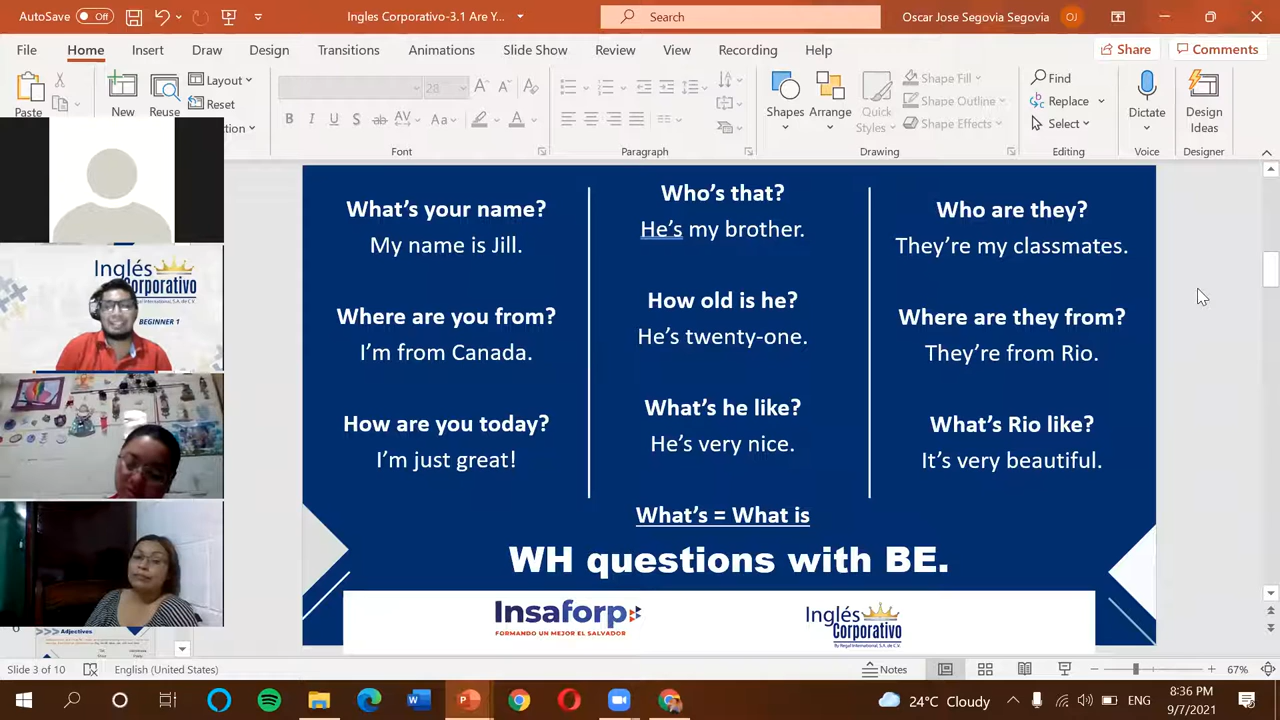 AutoSave Off Ingles Corporativo-3.1 Are Y... Search Oscar Jose Segovia Segovia OJ
File Home Insert Draw Design Transitions Animations Slide Show Review View Recording Help Share Comments
Paste
New
Reuse
Layout
Reset
Font
Paragraph
Shapes
Arrange
Quick
Styles
Shape Fill
Shape Outline
Shape Effects
Drawing
Find
Replace
Select
Editing
Dictate
Voice
Design
Ideas
Designer
Inglés
Corporativo
BEGINNER 1
What's your name?
My name is Jill.
Where are you from?
I'm from Canada.
How are you today?
I'm just great!
Who's that?
He's my brother.
How old is he?
He's twenty-one.
What's he like?
He's very nice.
Who are they?
They're my classmates.
Where are they from?
They're from Rio.
What's Rio like?
It's very beautiful.
What's = What is
WH questions with BE.
Insaforp
FORMANDO UN MEJOR EL SALVADOR
Inglés
Corporativo
By Regal International, S.A. de C.V.
Adjectives
Slide 3 of 10 English (United States) Notes 67%
24°C Cloudy ENG
8:36 PM
9/7/2021